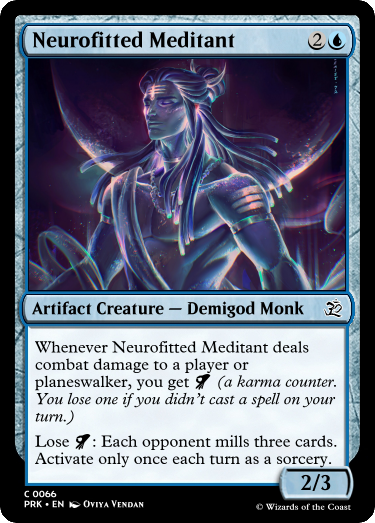 Neurofitted Meditant 2
Artifact Creature — Demigod Monk
Whenever Neurofitted Meditant deals
combat damage to a player or
planeswalker, you get (a karma counter.
You lose one if you didn't cast a spell on your
turn.)
Lose : Each opponent mills three cards.
Activate only once each turn as a sorcery.
2/3
C 0066
PRK • EN Oviya Vendan
© Wizards of the Coast